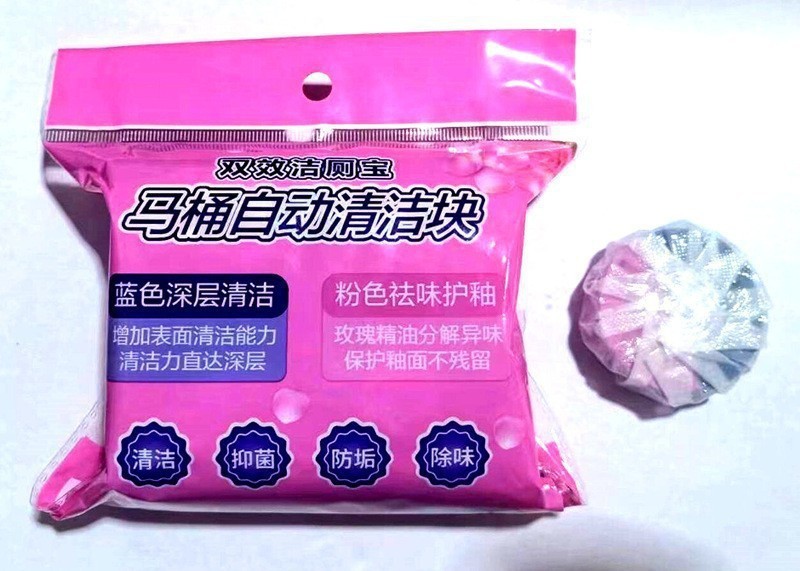 双效洁厕宝
马桶自动清洁块
蓝色深层清洁
增加表面清洁能力
清洁力直达深层
粉色祛味护釉
玫瑰精油分解异味
保护釉面不残留
清洁
抑菌
防垢
除味